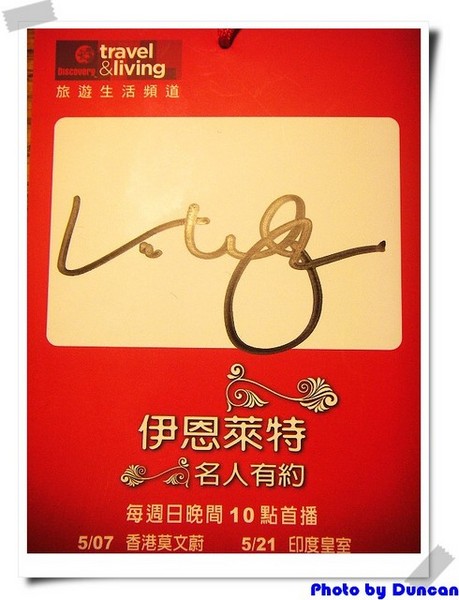 travel
Discovery &living
旅遊生活頻道
伊恩萊特
名人有約
每週日晚間10點首播
5/07 香港莫文蔚 5/21 印度皇室
Photo by Duncan